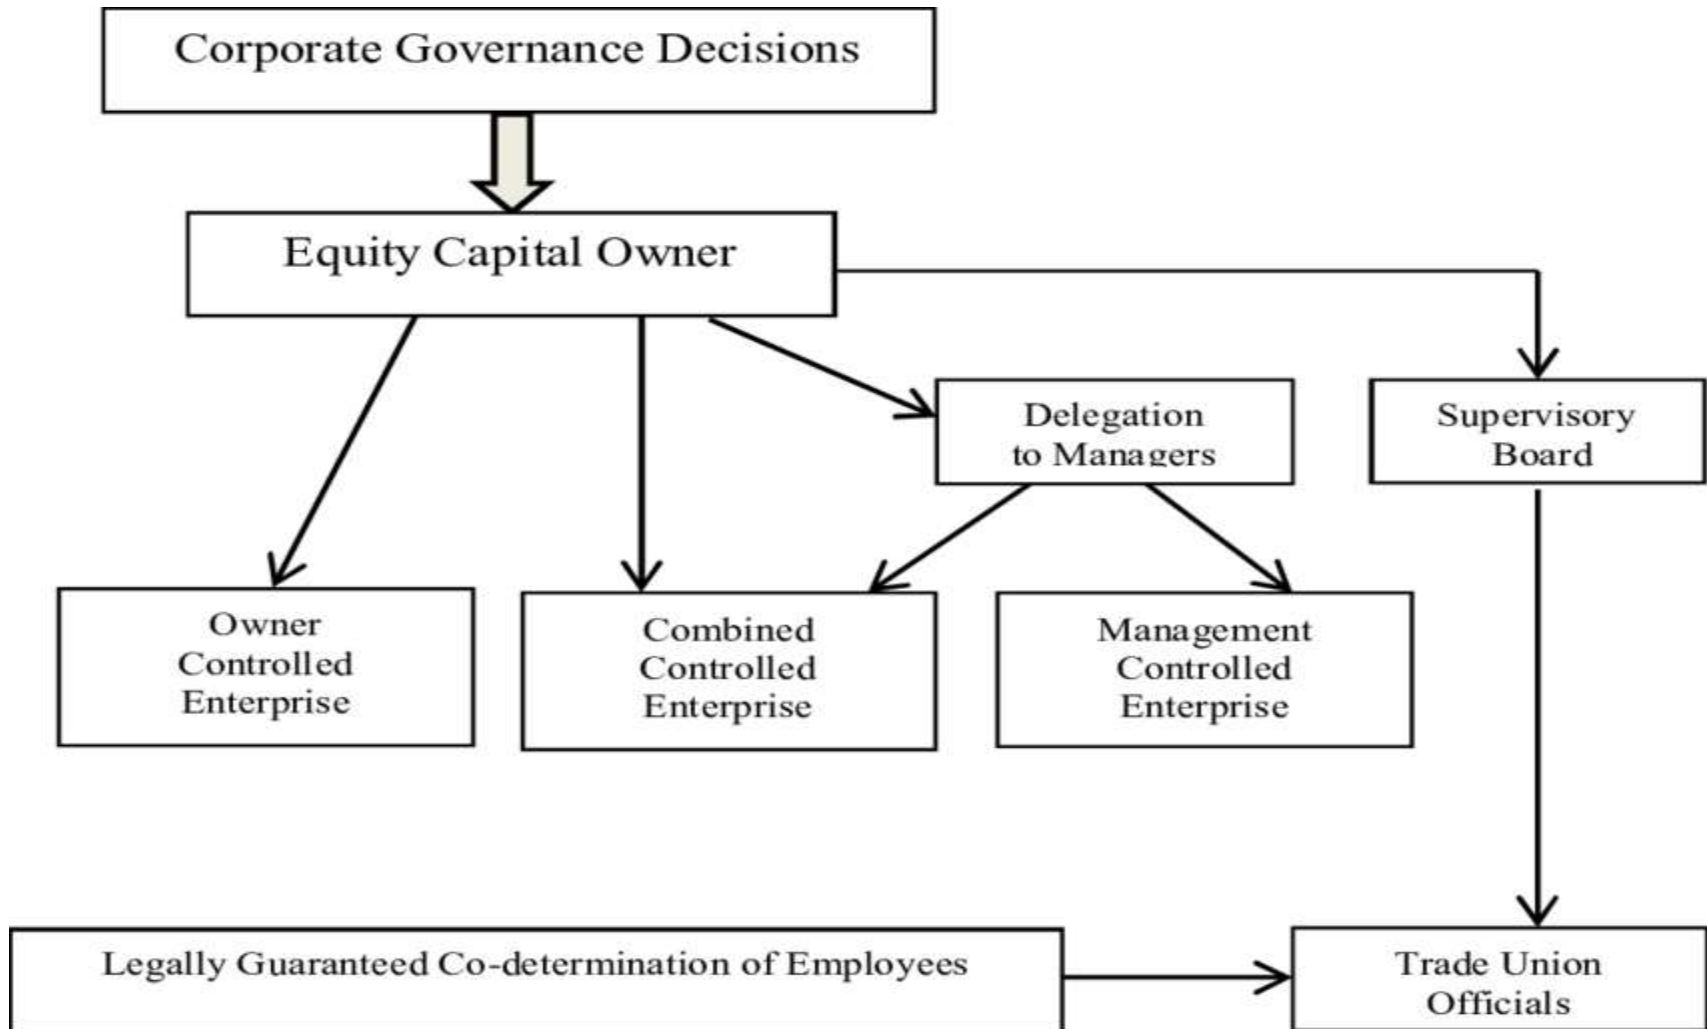 Corporate Governance Decisions
Equity Capital Owner
Delegation
to Managers
Supervisory
Board
Owner
Controlled
Enterprise
Combined
Controlled
Enterprise
Management
Controlled
Enterprise
Legally Guaranteed Co-determination of Employees
Trade Union
Officials